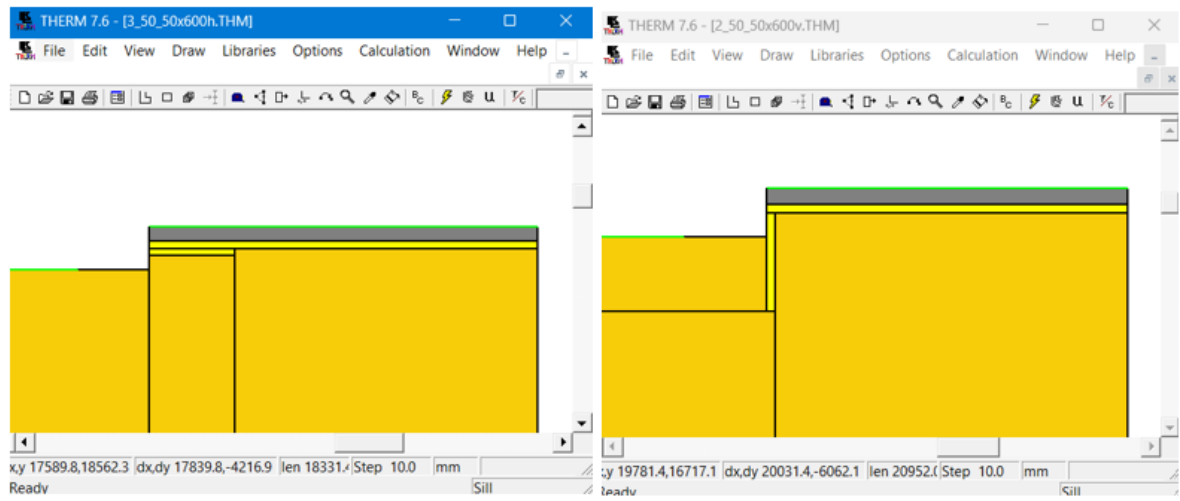 THERM 7.6 - [3_50_50x600h.THM]
File Edit View Draw Libraries Options Calculation Window Help
x,y 17589.8,18562.3 dx,dy 17839.8,-4216.9 len 18331.4 Step 10.0 mm
Ready Sill
THERM 7.6 - [2_50_50x600v.THM]
File Edit View Draw Libraries Options Calculation Window Help
,y 19781.4,16717.1 dx,dy 20031.4,-6062.1 len 20952.( Step 10.0 mm
Ready Sill